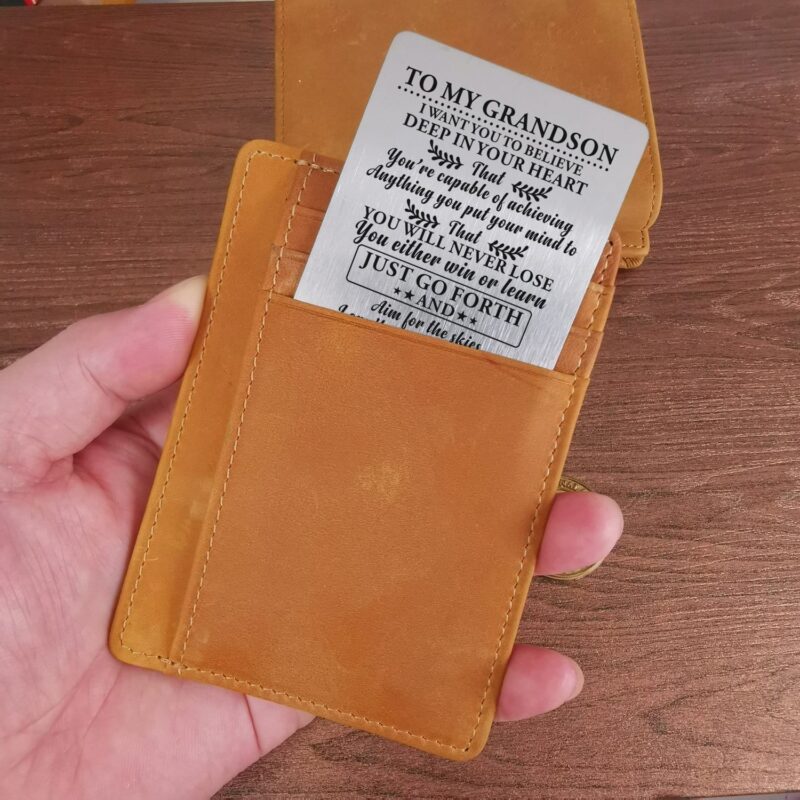 TO MY GRANDSON
I WANT YOU TO BELIEVE
DEEP IN YOUR HEART
That
You're capable of achieving
Anything you put your mind to
That
YOU WILL NEVER LOSE
You either win or learn
JUST GO FORTH
★★AND★★
Aim for the skies